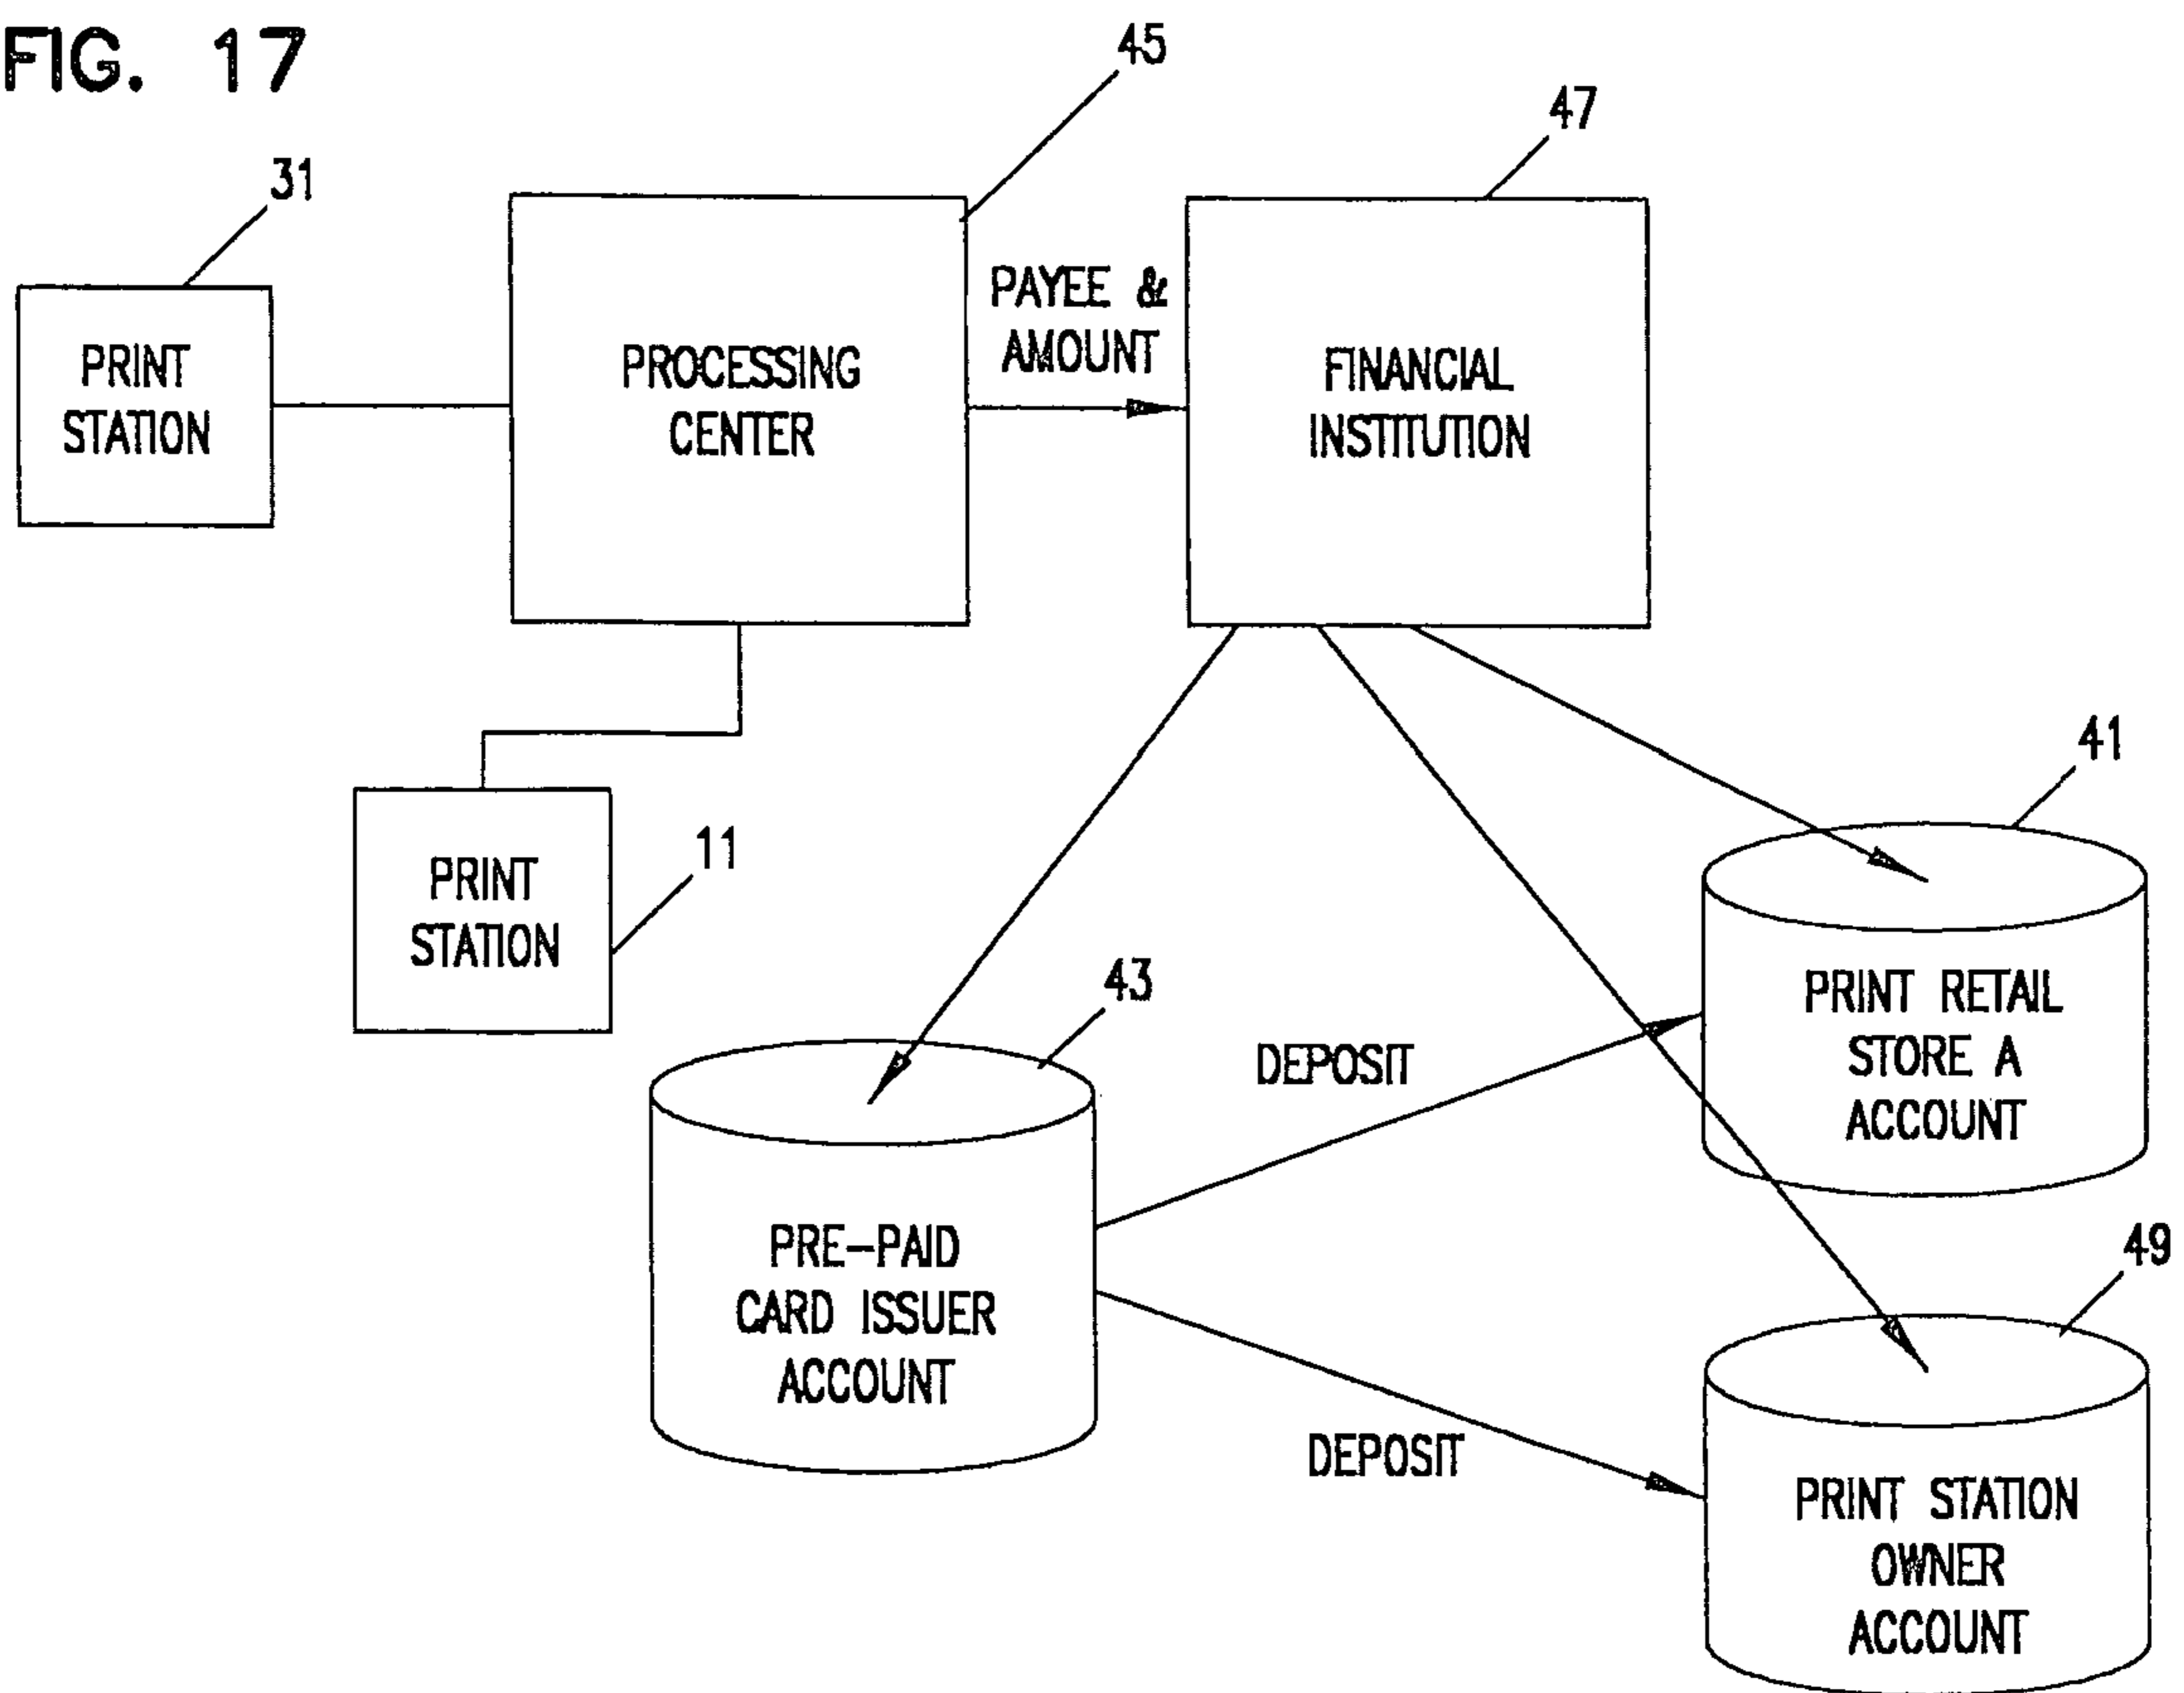 FIG. 17
45
47
31
PRINT
STATION
PROCESSING
CENTER
PAYEE &
AMOUNT
FINANCIAL
INSTITUTION
41
11
PRINT
STATION
43
DEPOSIT
PRINT RETAIL
STORE A
ACCOUNT
PRE-PAID
CARD ISSUER
ACCOUNT
49
DEPOSIT
PRINT STATION
OWNER
ACCOUNT